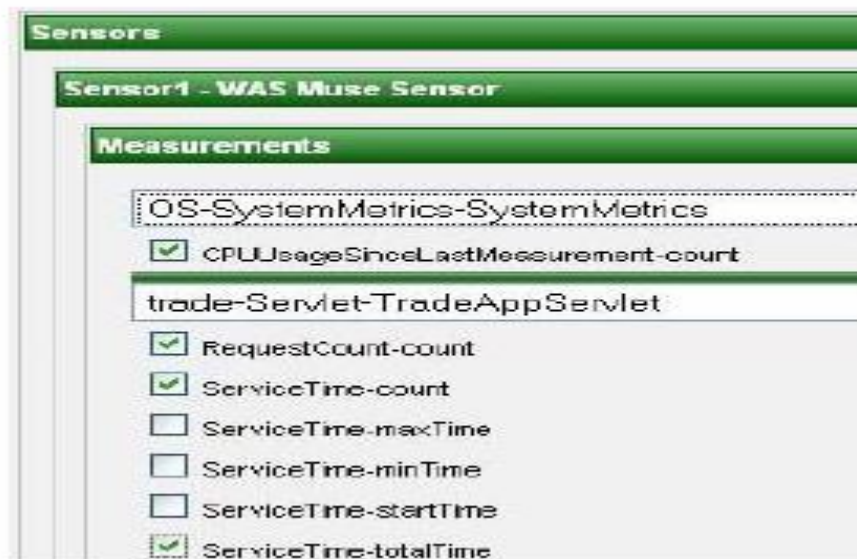 Sensors
Sensor1 - WAS Muse Sensor
Measurements
OS-SystemMetrics-SystemMetrics
CPUUsageSinceLastMeasurement-count
trade-Servlet-TradeAppServlet
RequestCount-count
ServiceTime-count
ServiceTime-maxTime
ServiceTime-minTime
ServiceTime-startTime
ServiceTime-totalTime